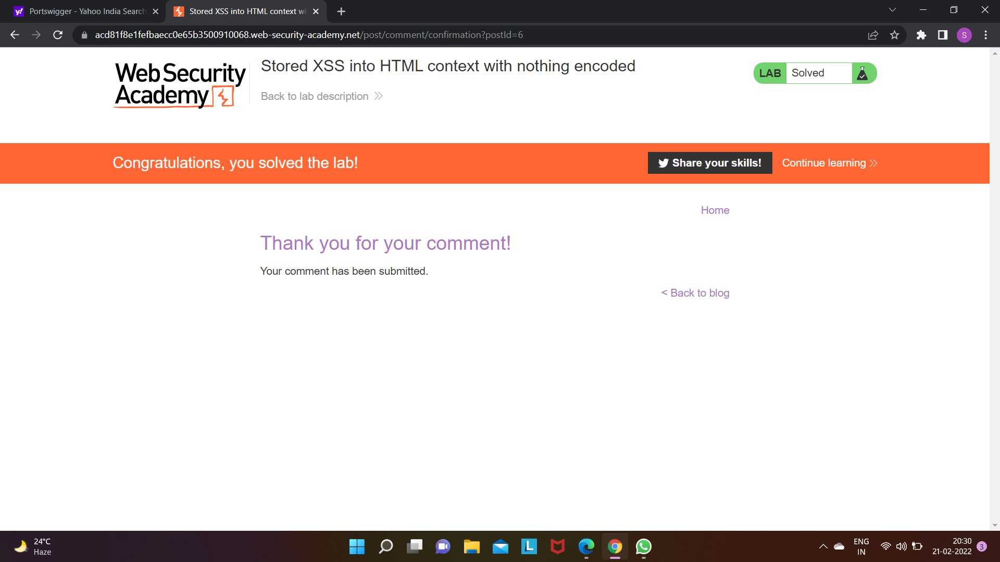 Portswigger - Yahoo India Search
Stored XSS into HTML context wi
acd81f8e1fefbaecc0e65b3500910068.web-security-academy.net/post/comment/confirmation?postId=6
S
Web Security
Academy
Stored XSS into HTML context with nothing encoded
Back to lab description
LAB Solved
Congratulations, you solved the lab!
Share your skills!
Continue learning
Home
Thank you for your comment!
Your comment has been submitted.
< Back to blog
24°C
Haze
L
ENG
IN
20:30
21-02-2022
3